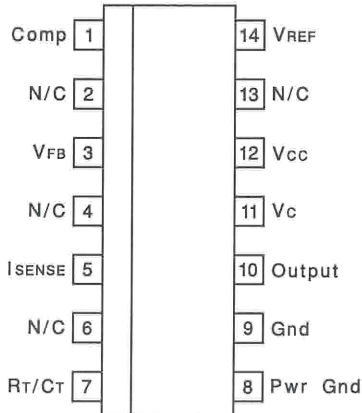 Comp 1 14 VREF
N/C 2 13 N/C
VFB 3 12 Vcc
N/C 4 11 Vc
ISENSE 5 10 Output
N/C 6 9 Gnd
RT/CT 7 8 Pwr Gnd